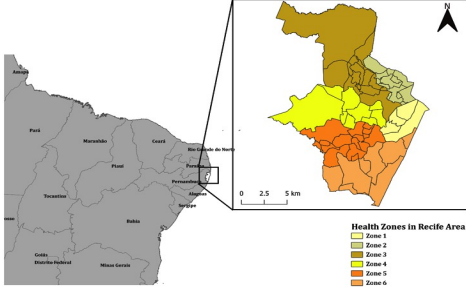 N
Amapa
Pará
Maranhão
Ceará
Rio Grande do Norte
Paraíba
Piauí
Pernambuco
Alagoas
Sergipe
Tocantins
Bahia
Goiás
Distrito Federal
Minas Gerais
0 2.5 5 km
Health Zones in Recife Area
Zone 1
Zone 2
Zone 3
Zone 4
Zone 5
Zone 6